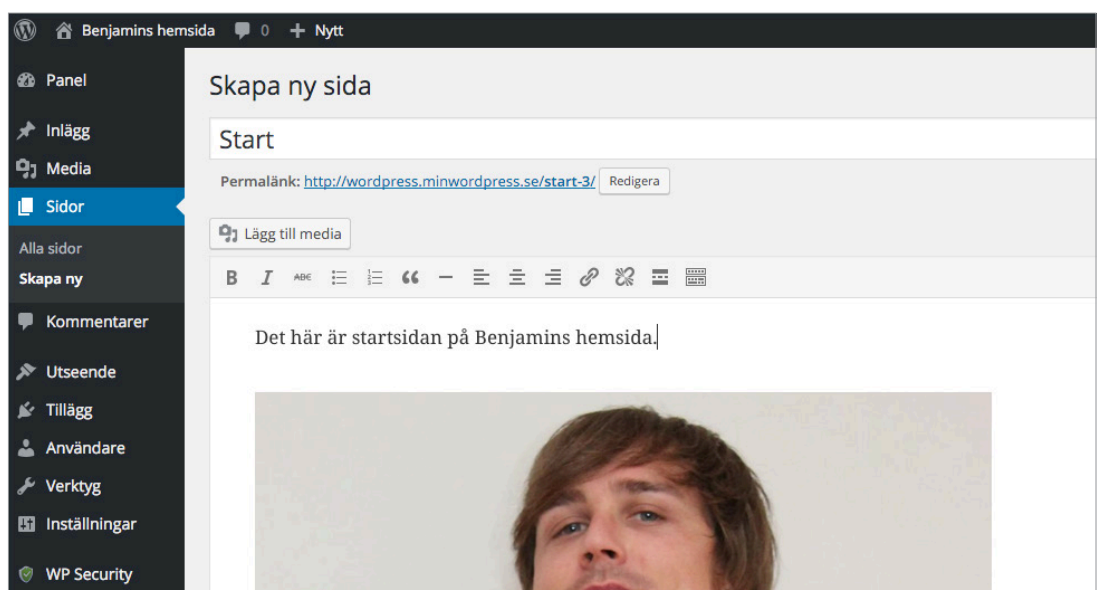 Benjamins hemsida 0 + Nytt
Panel
Inlägg
Media
Sidor
Alla sidor
Skapa ny
Kommentarer
Utseende
Tillägg
Användare
Verktyg
Inställningar
WP Security
Skapa ny sida
Start
Permalänk: http://wordpress.minwordpress.se/start-3/ Redigera
Lägg till media
B I ABC
Det här är startsidan på Benjamins hemsida.